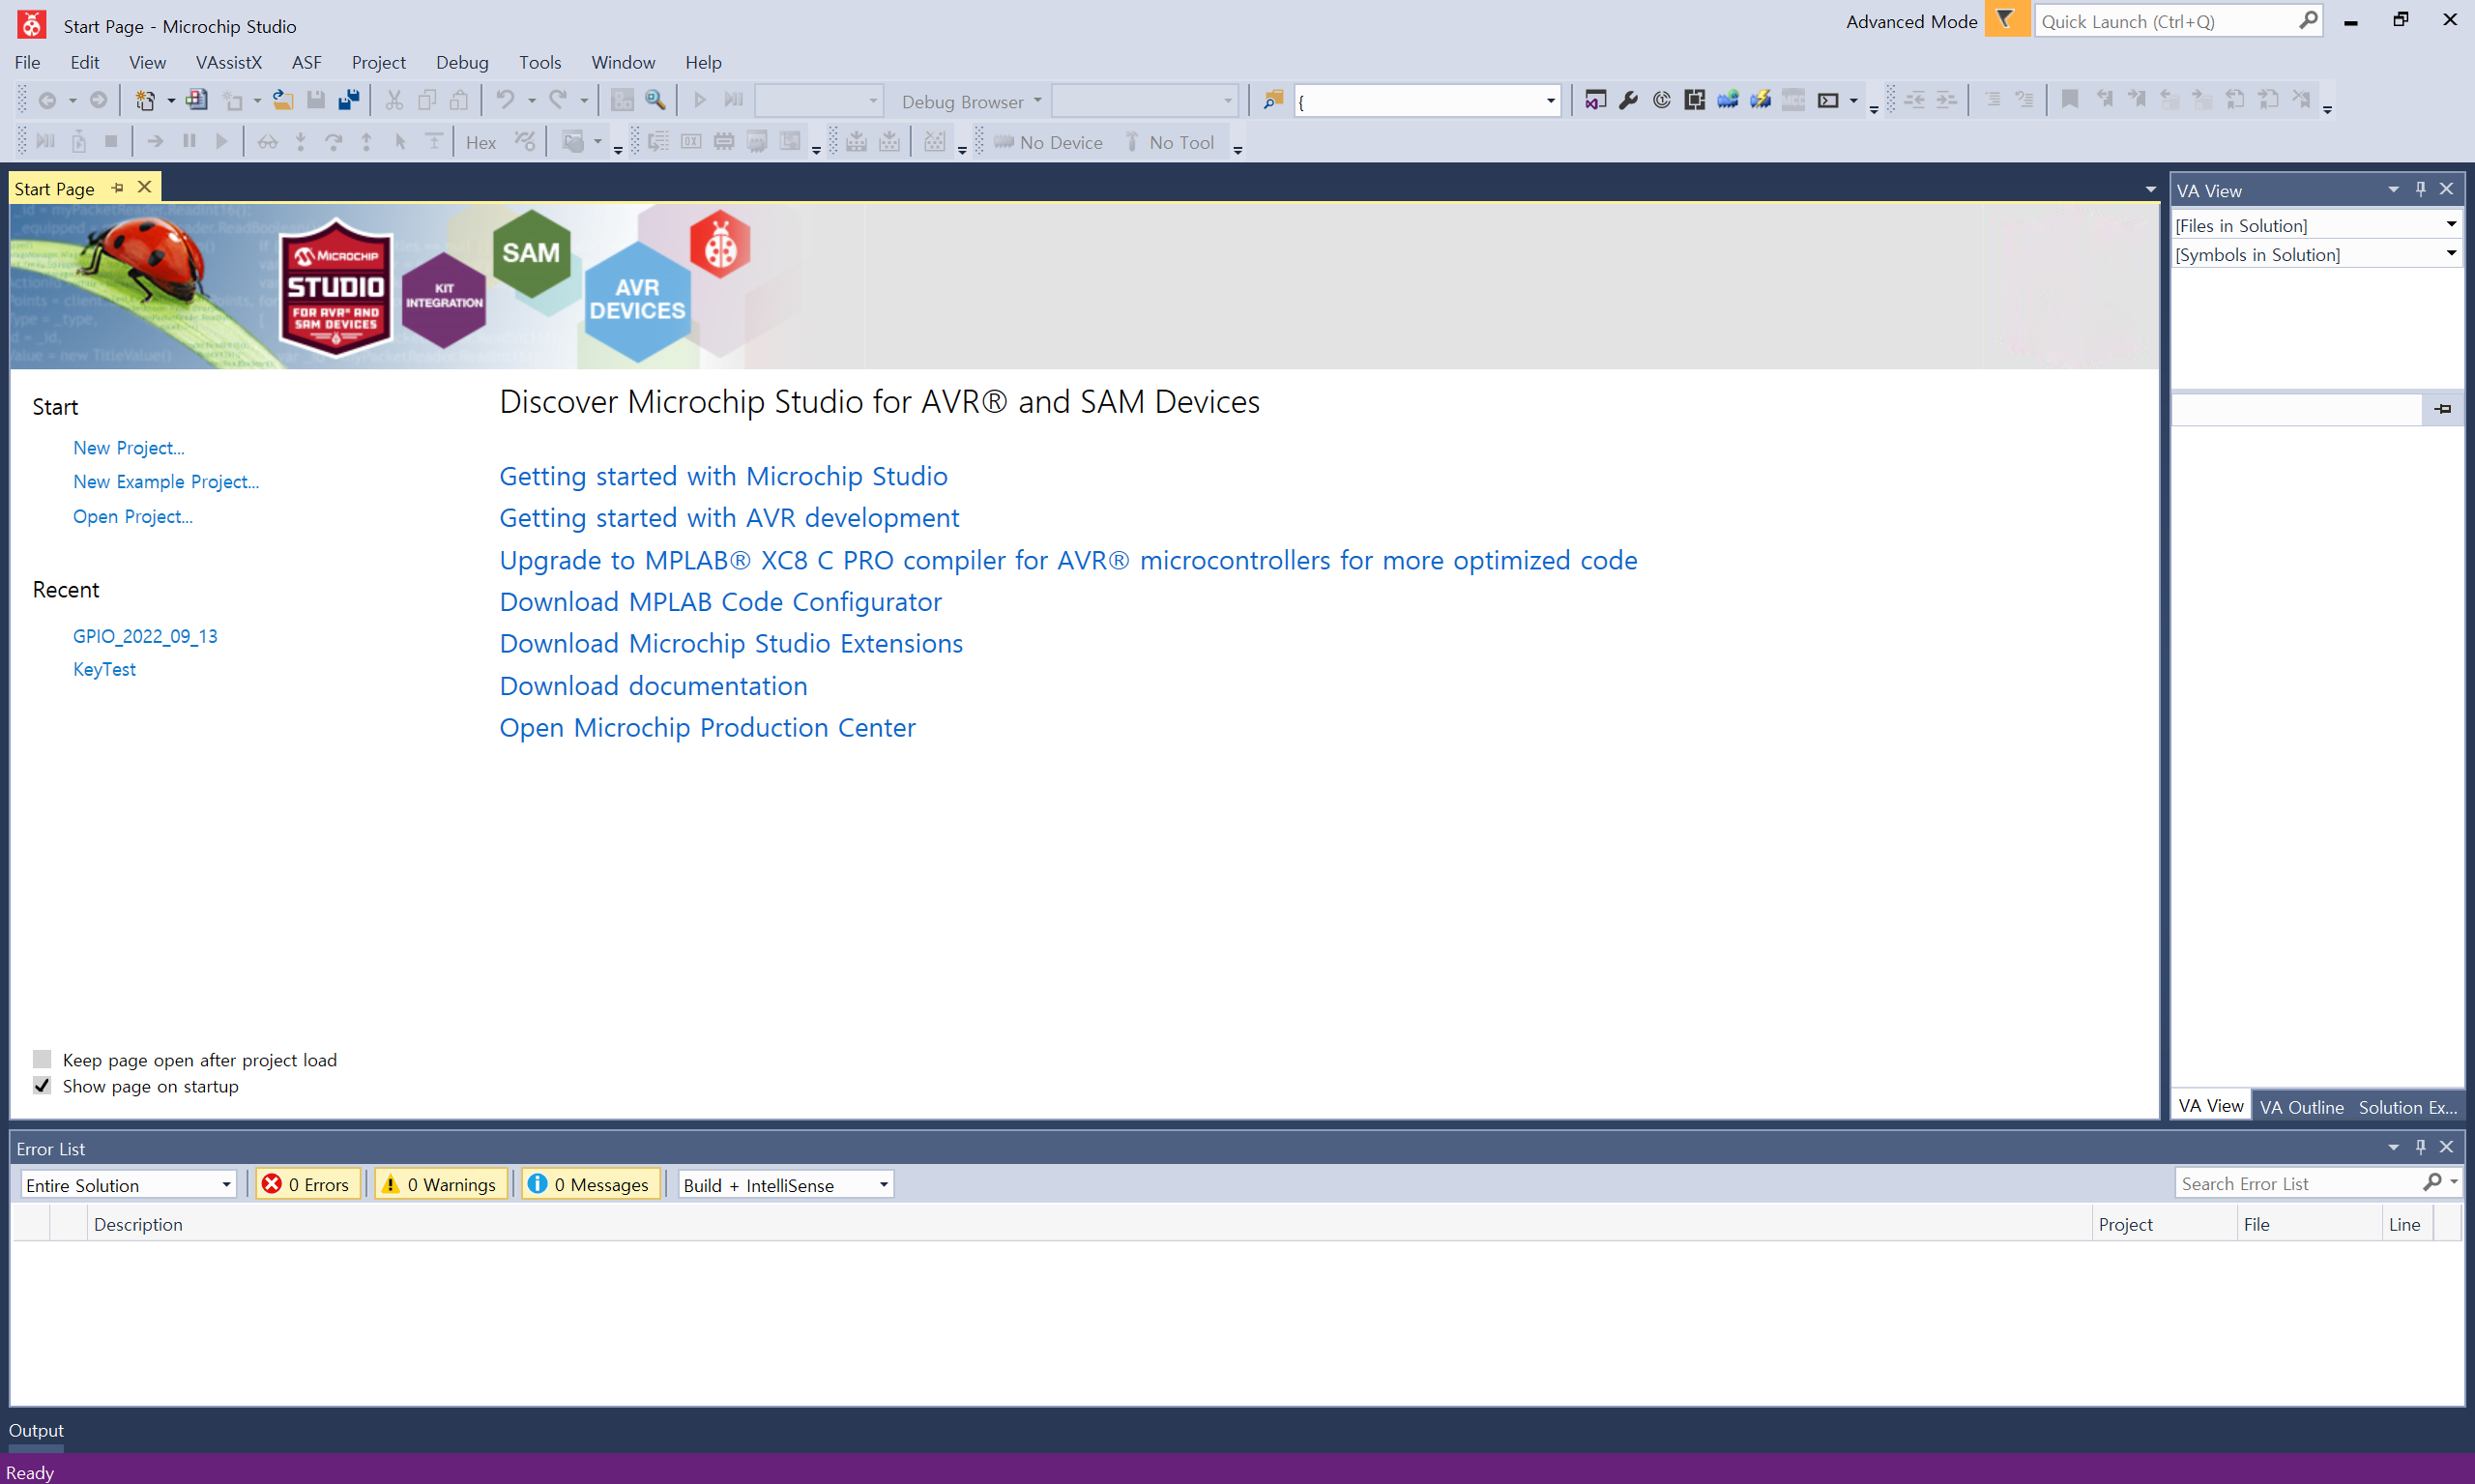 Start Page - Microchip Studio
Advanced Mode
Quick Launch (Ctrl+Q)
File Edit View VAssistX ASF Project Debug Tools Window Help
Debug Browser
{
Hex
No Device
No Tool
Start Page
MICROCHIP
STUDIO
FOR AVR® AND
SAM DEVICES
KIT
INTEGRATION
SAM
AVR
DEVICES
Start
New Project...
New Example Project...
Open Project...
Recent
GPIO_2022_09_13
KeyTest
Discover Microchip Studio for AVR® and SAM Devices
Getting started with Microchip Studio
Getting started with AVR development
Upgrade to MPLAB® XC8 C PRO compiler for AVR® microcontrollers for more optimized code
Download MPLAB Code Configurator
Download Microchip Studio Extensions
Download documentation
Open Microchip Production Center
Keep page open after project load
Show page on startup
VA View
[Files in Solution]
[Symbols in Solution]
VA View VA Outline Solution Ex...
Error List
Entire Solution
0 Errors
0 Warnings
0 Messages
Build + IntelliSense
Search Error List
Description Project File Line
Output
Ready